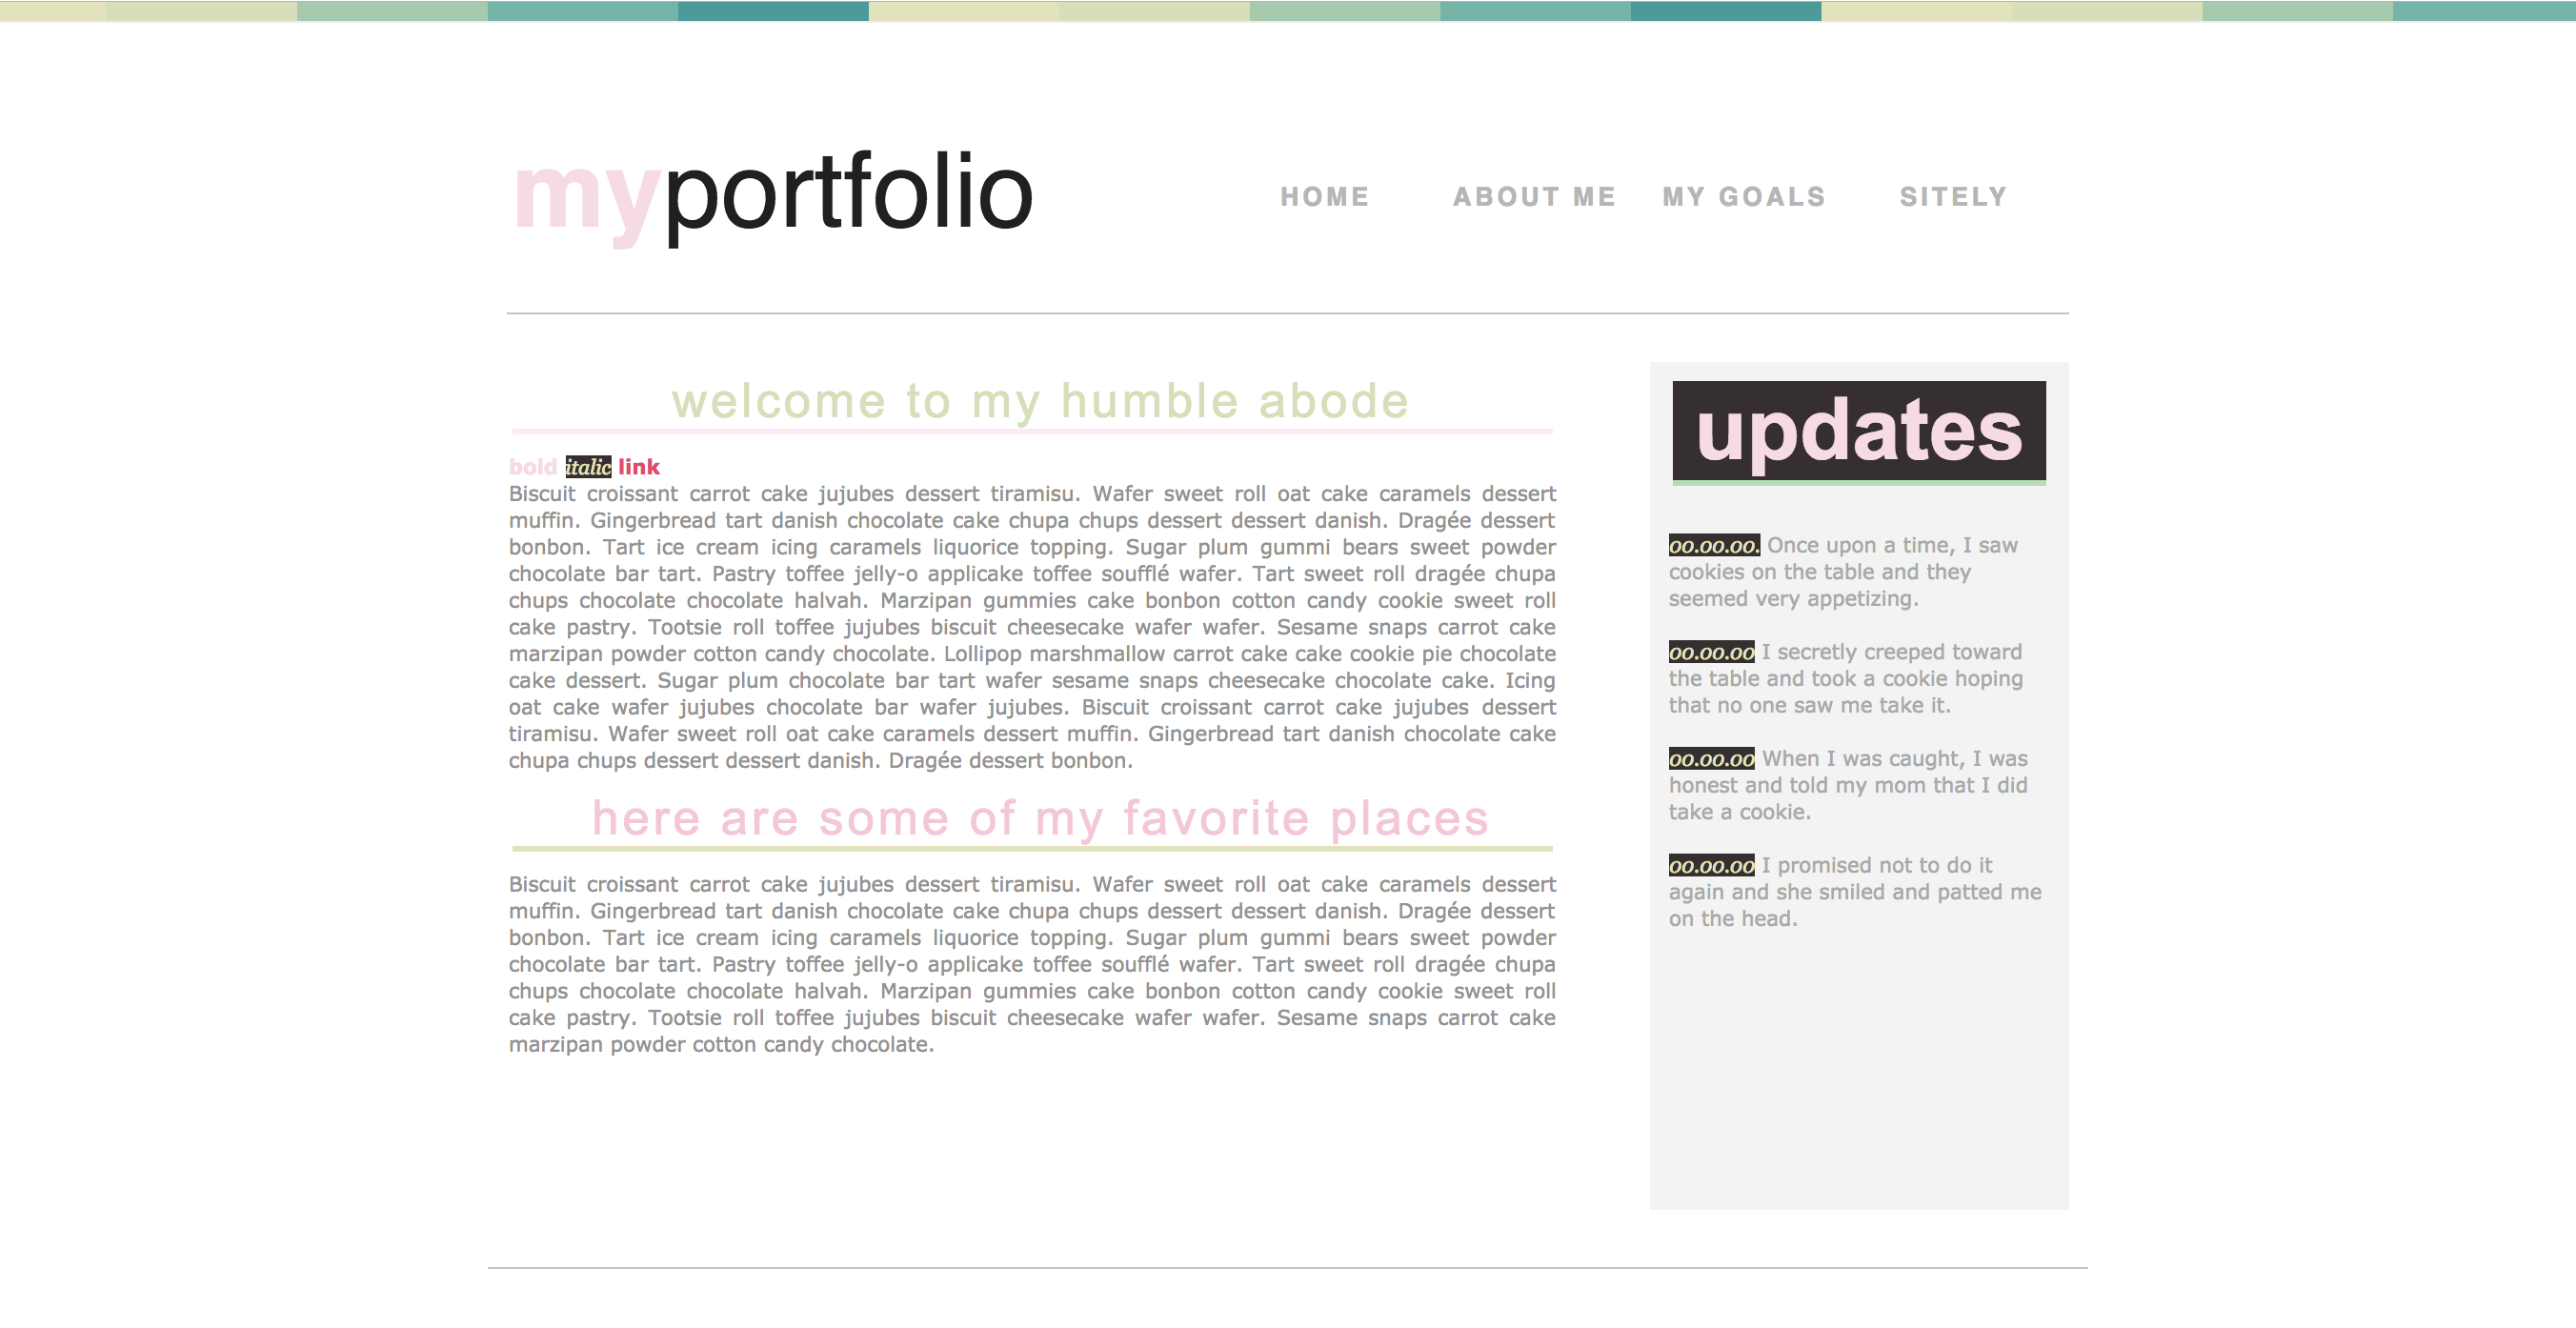 myportfolio
HOME ABOUT ME MY GOALS SITELY
welcome to my humble abode
bold italic link
Biscuit croissant carrot cake jujubes dessert tiramisu. Wafer sweet roll oat cake caramels dessert
muffin. Gingerbread tart danish chocolate cake chupa chups dessert dessert danish. Dragée dessert
bonbon. Tart ice cream icing caramels liquorice topping. Sugar plum gummi bears sweet powder
chocolate bar tart. Pastry toffee jelly-o applicake toffee soufflé wafer. Tart sweet roll dragée chupa
chups chocolate chocolate halvah. Marzipan gummies cake bonbon cotton candy cookie sweet roll
cake pastry. Tootsie roll toffee jujubes biscuit cheesecake wafer wafer. Sesame snaps carrot cake
marzipan powder cotton candy chocolate. Lollipop marshmallow carrot cake cake cookie pie chocolate
cake dessert. Sugar plum chocolate bar tart wafer sesame snaps cheesecake chocolate cake. Icing
oat cake wafer jujubes chocolate bar wafer jujubes. Biscuit croissant carrot cake jujubes dessert
tiramisu. Wafer sweet roll oat cake caramels dessert muffin. Gingerbread tart danish chocolate cake
chupa chups dessert dessert danish. Dragée dessert bonbon.
here are some of my favorite places
Biscuit croissant carrot cake jujubes dessert tiramisu. Wafer sweet roll oat cake caramels dessert
muffin. Gingerbread tart danish chocolate cake chupa chups dessert dessert danish. Dragée dessert
bonbon. Tart ice cream icing caramels liquorice topping. Sugar plum gummi bears sweet powder
chocolate bar tart. Pastry toffee jelly-o applicake toffee soufflé wafer. Tart sweet roll dragée chupa
chups chocolate chocolate halvah. Marzipan gummies cake bonbon cotton candy cookie sweet roll
cake pastry. Tootsie roll toffee jujubes biscuit cheesecake wafer wafer. Sesame snaps carrot cake
marzipan powder cotton candy chocolate.
updates
00.00.00. Once upon a time, I saw
cookies on the table and they
seemed very appetizing.
00.00.00 I secretly creeped toward
the table and took a cookie hoping
that no one saw me take it.
00.00.00 When I was caught, I was
honest and told my mom that I did
take a cookie.
00.00.00 I promised not to do it
again and she smiled and patted me
on the head.